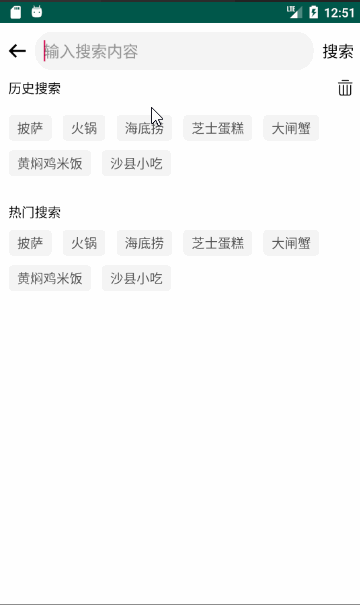 LTE 12:51
输入搜索内容 搜索
历史搜索
披萨 火锅 海底捞 芝士蛋糕 大闸蟹
黄焖鸡米饭 沙县小吃
热门搜索
披萨 火锅 海底捞 芝士蛋糕 大闸蟹
黄焖鸡米饭 沙县小吃